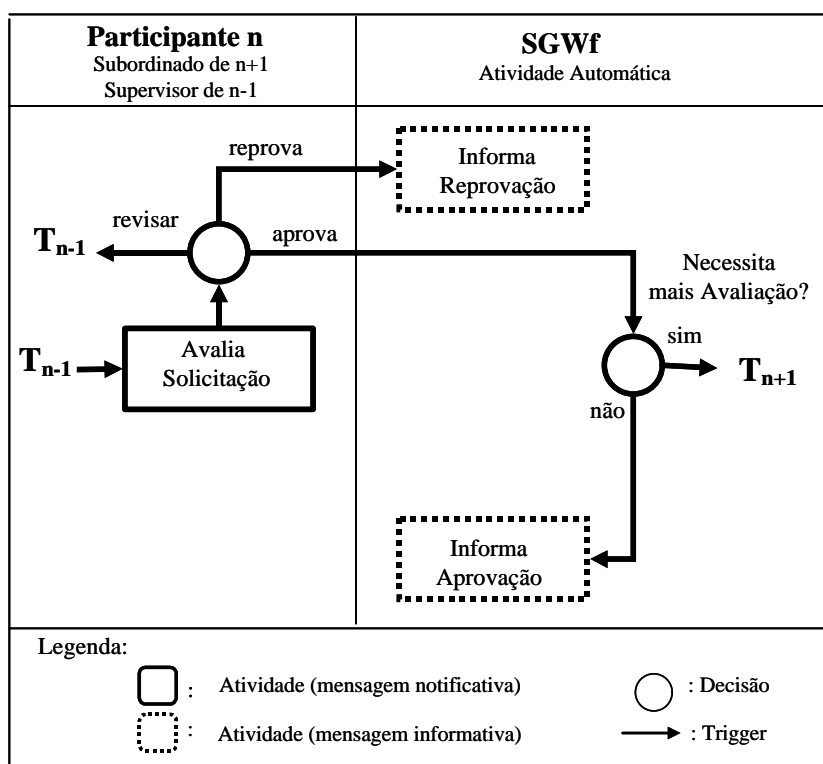 Participante n
Subordinado de n+1
Supervisor de n-1
SGWf
Atividade Automática
reprova
Informa
Reprovação
revisar
aprova
Tn-1
Necessita
mais Avaliação?
Avalia
Solicitação
Tn-1
sim
Tn+1
não
Informa
Aprovação
Legenda:
: Atividade (mensagem notificativa)
: Decisão
: Atividade (mensagem informativa)
: Trigger